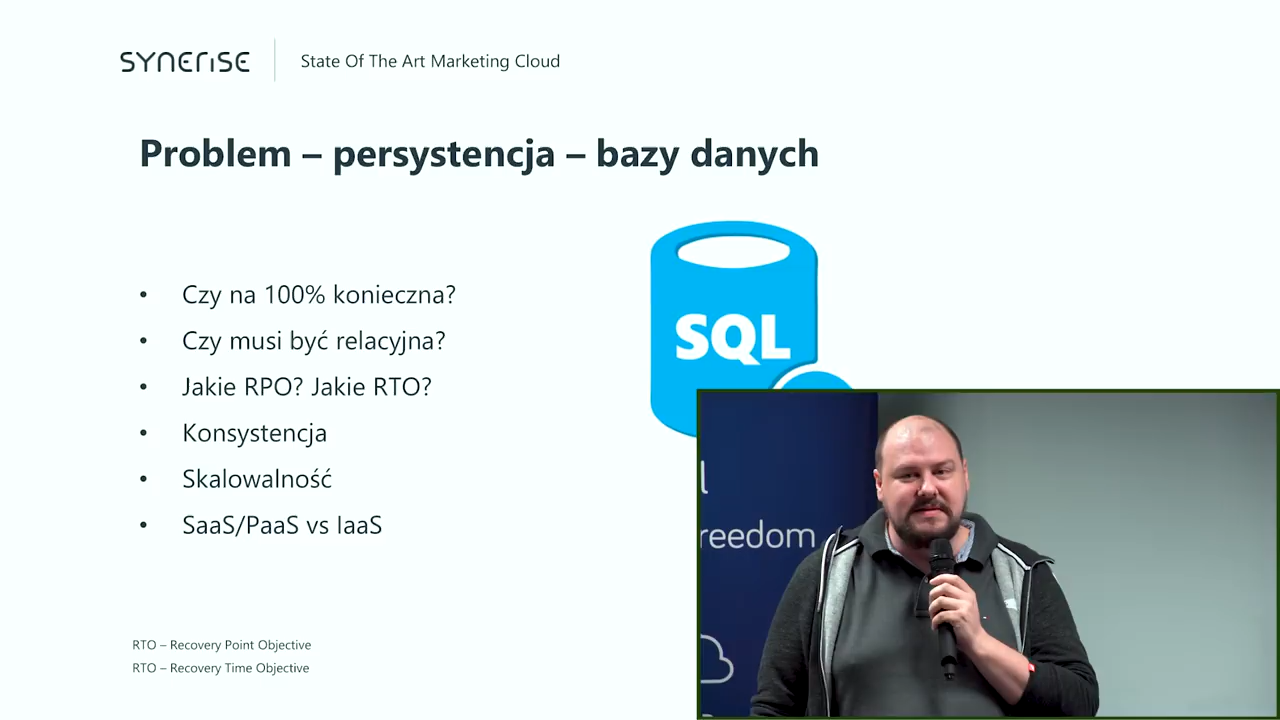 SYNERISE
State Of The Art Marketing Cloud
Problem – persystencja – bazy danych
• Czy na 100% konieczna?
• Czy musi być relacyjna?
• Jakie RPO? Jakie RTO?
• Konsystencja
• Skalowalność
• SaaS/PaaS vs IaaS
SQL
reedom
RTO – Recovery Point Objective
RTO – Recovery Time Objective